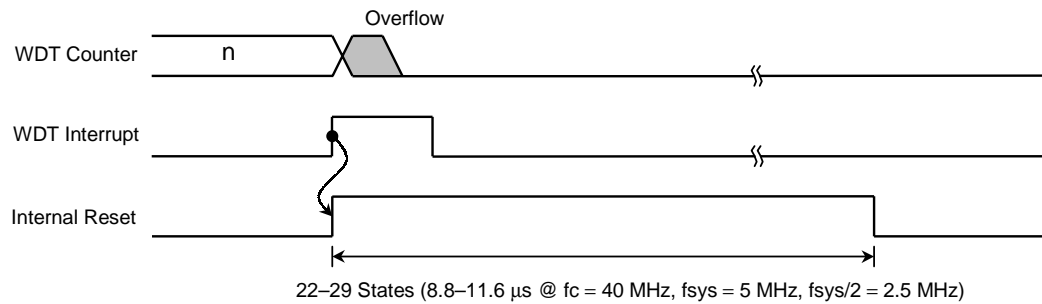 Overflow
WDT Counter
n
WDT Interrupt
Internal Reset
22–29 States (8.8–11.6 μs @ fc = 40 MHz, fsys = 5 MHz, fsys/2 = 2.5 MHz)